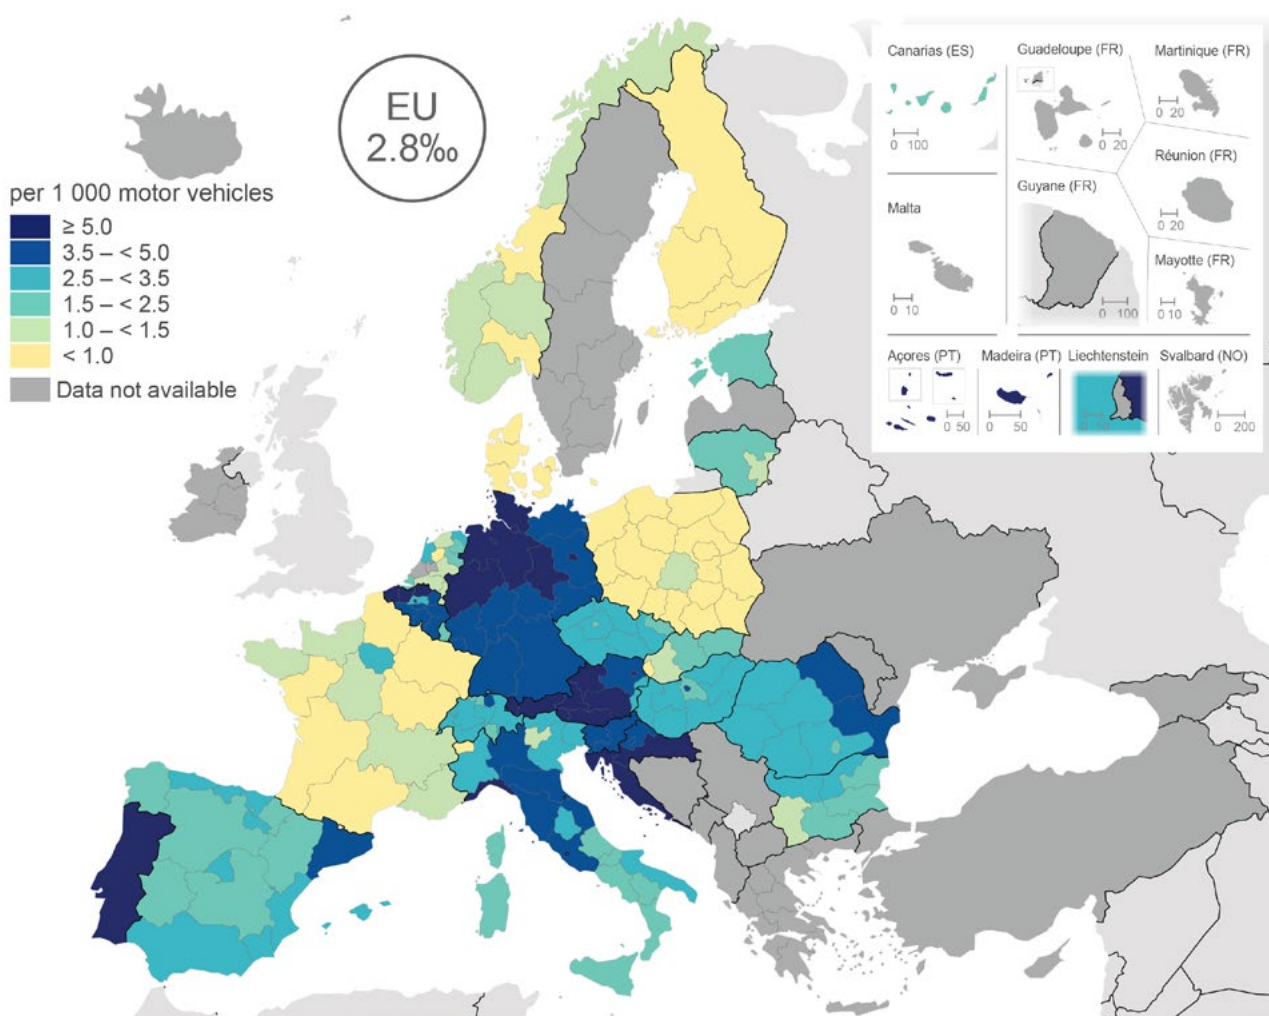 EU
2.8‰
per 1 000 motor vehicles
≥ 5.0
3.5 – < 5.0
2.5 – < 3.5
1.5 – < 2.5
1.0 – < 1.5
< 1.0
Data not available
Canarias (ES)
0 100
Guadeloupe (FR)
0 20
Martinique (FR)
0 20
Malta
0 10
Guyane (FR)
0 100
Réunion (FR)
0 20
Mayotte (FR)
0 10
Açores (PT)
0 50
Madeira (PT)
0 50
Liechtenstein
Svalbard (NO)
0 200